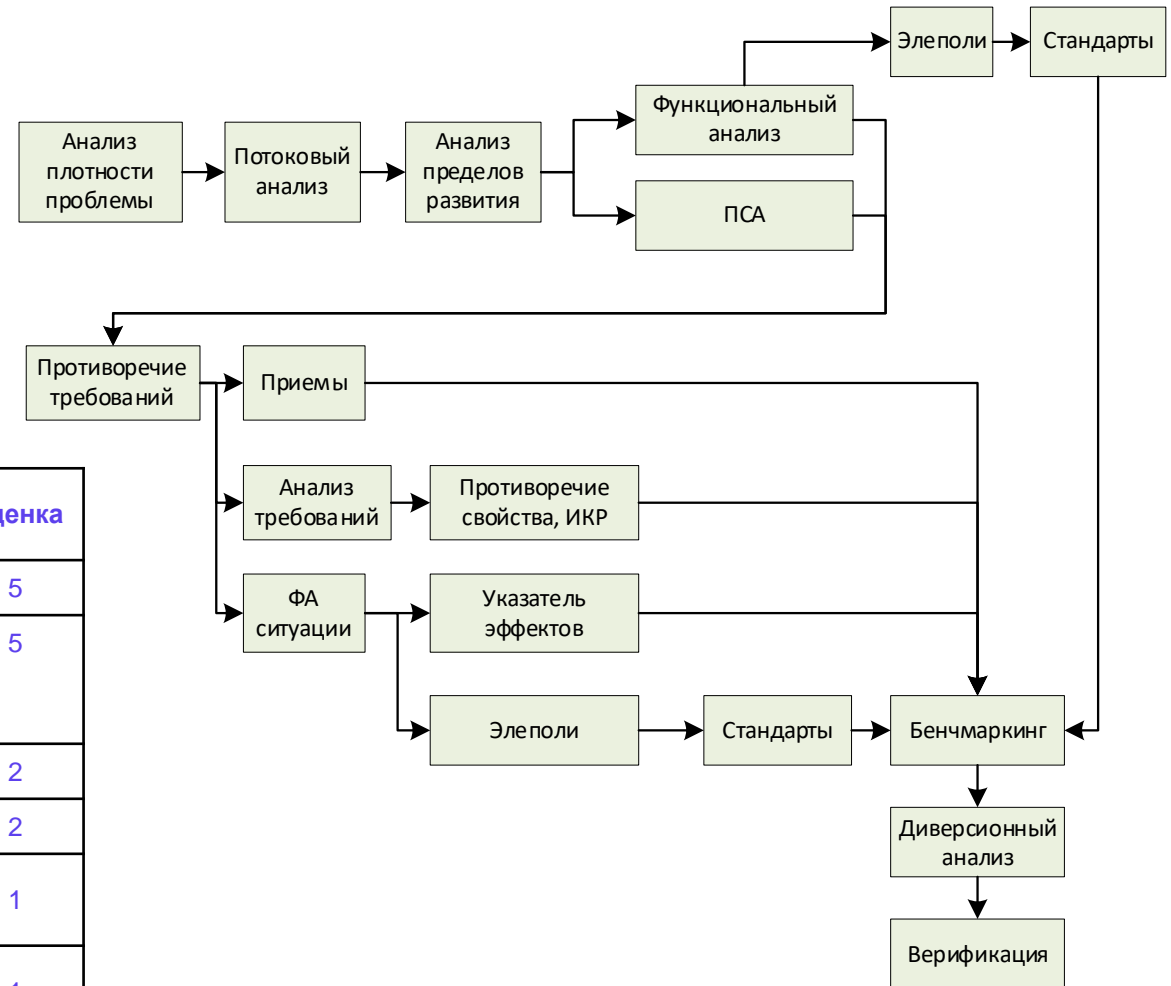 Элеполи
Стандарты
Функциональный
анализ
Анализ
плотности
проблемы
Потоковый
анализ
Анализ
пределов
развития
ПСА
Противоречие
требований
Приемы
Анализ
требований
Противоречие
свойства, ИКР
ФА
ситуации
Указатель
эффектов
Элеполи
Стандарты
Бенчмаркинг
Диверсионный
анализ
Верификация
ценка
5
5
2
2
1